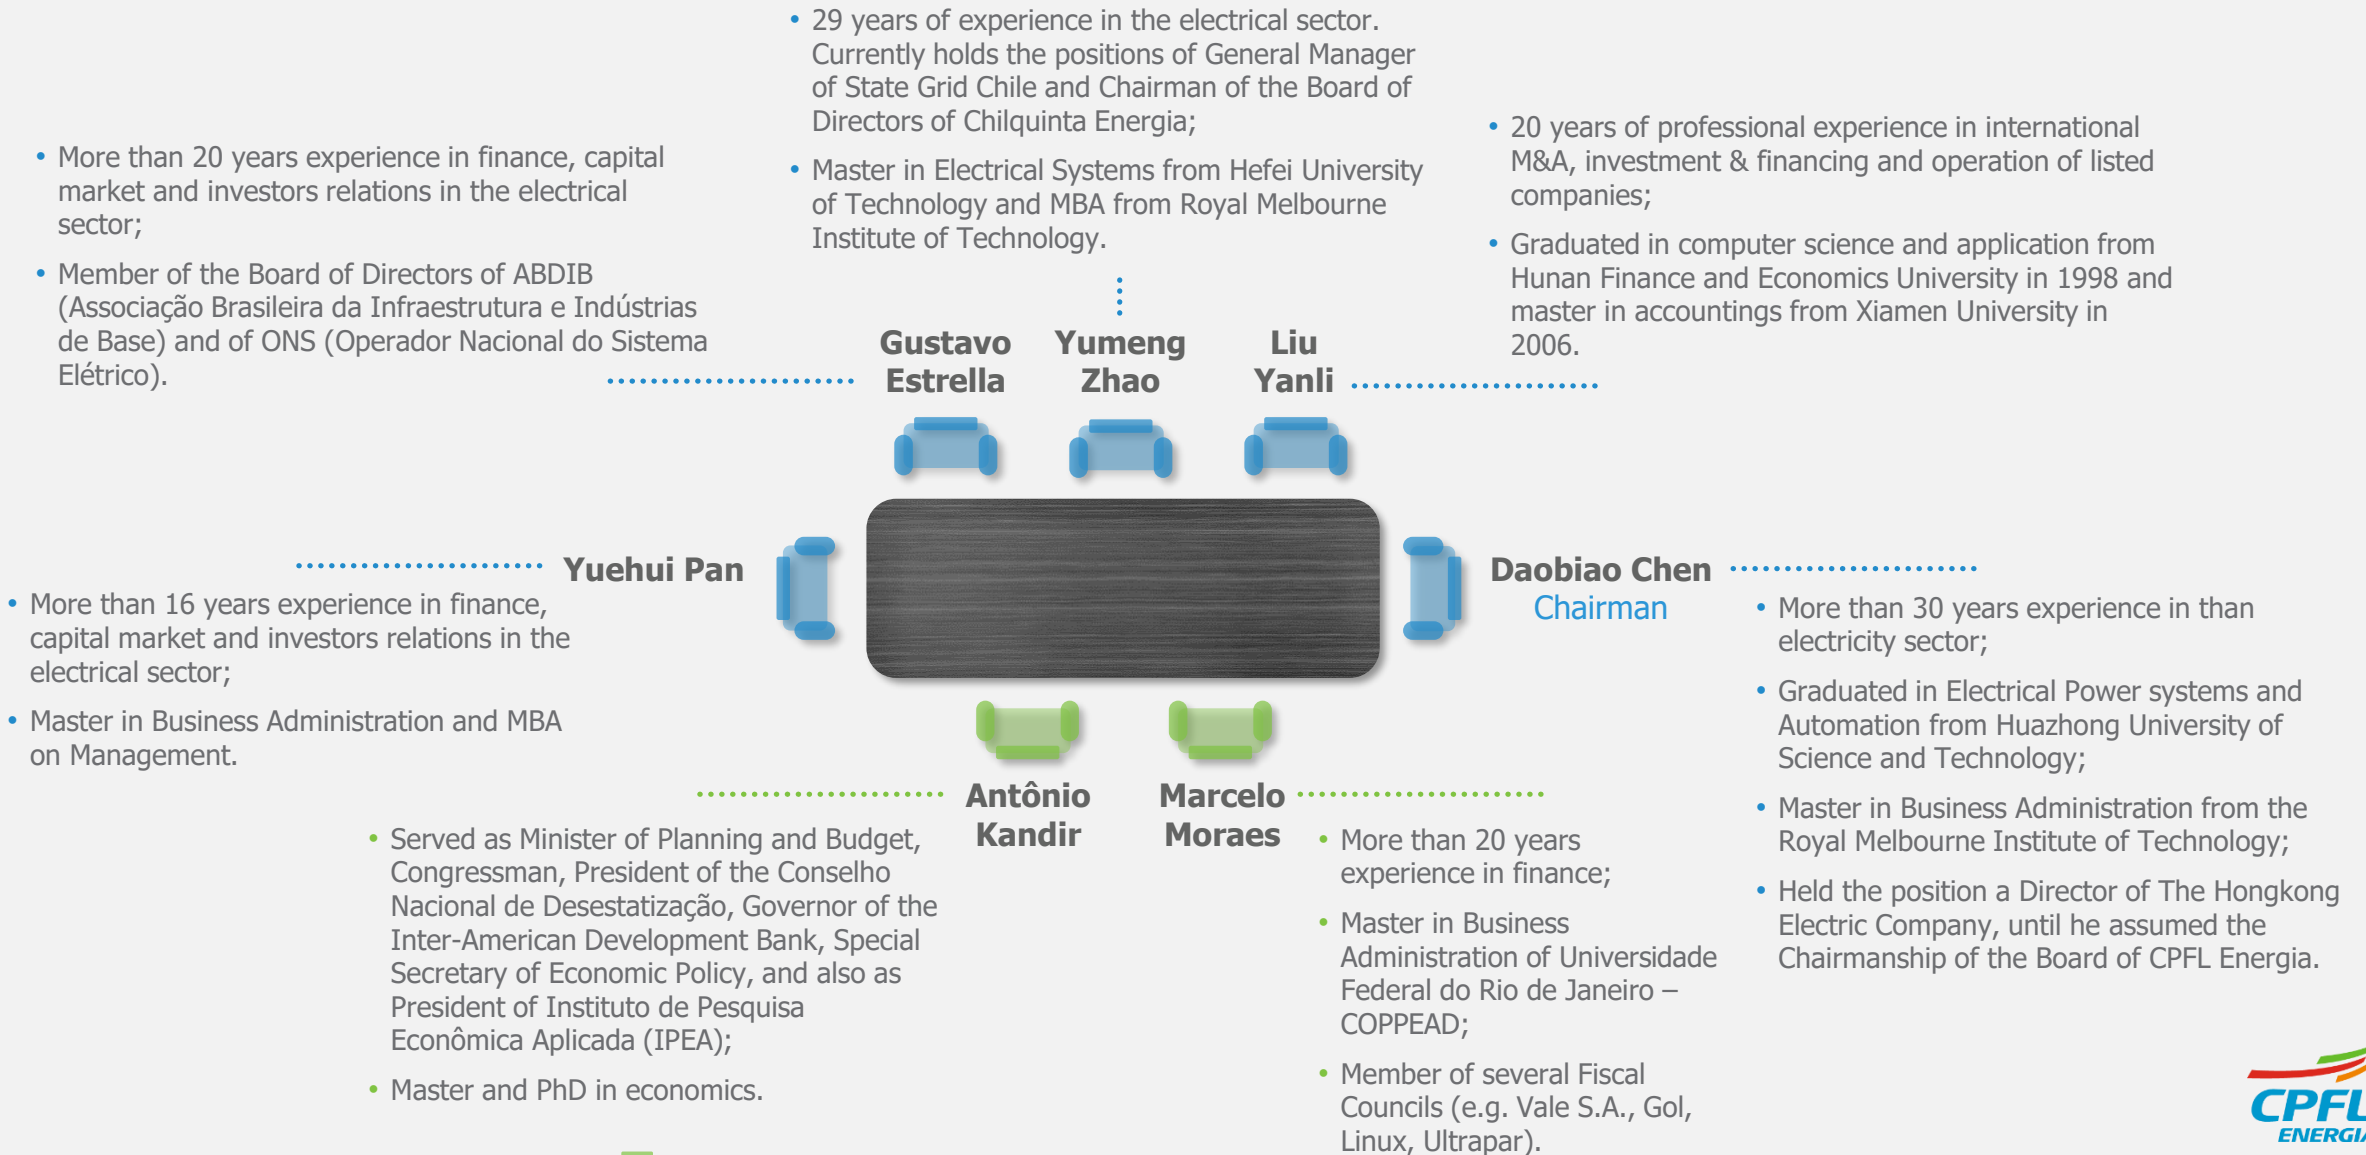 • 29 years of experience in the electrical sector.
Currently holds the positions of General Manager
of State Grid Chile and Chairman of the Board of
Directors of Chilquinta Energia;
• Master in Electrical Systems from Hefei University
of Technology and MBA from Royal Melbourne
Institute of Technology.
• More than 20 years experience in finance, capital
market and investors relations in the electrical
sector;
• Member of the Board of Directors of ABDIB
(Associação Brasileira da Infraestrutura e Indústrias
de Base) and of ONS (Operador Nacional do Sistema
Elétrico).
• 20 years of professional experience in international
M&A, investment & financing and operation of listed
companies;
• Graduated in computer science and application from
Hunan Finance and Economics University in 1998 and
master in accountings from Xiamen University in
2006.
Gustavo
Estrella
Yumeng
Zhao
Liu
Yanli
Yuehui Pan
• More than 16 years experience in finance,
capital market and investors relations in the
electrical sector;
• Master in Business Administration and MBA
on Management.
Daobiao Chen
Chairman
• More than 30 years experience in than
electricity sector;
• Graduated in Electrical Power systems and
Automation from Huazhong University of
Science and Technology;
• Master in Business Administration from the
Royal Melbourne Institute of Technology;
• Held the position a Director of The Hongkong
Electric Company, until he assumed the
Chairmanship of the Board of CPFL Energia.
Antônio
Kandir
• Served as Minister of Planning and Budget,
Congressman, President of the Conselho
Nacional de Desestatização, Governor of the
Inter-American Development Bank, Special
Secretary of Economic Policy, and also as
President of Instituto de Pesquisa
Econômica Aplicada (IPEA);
• Master and PhD in economics.
Marcelo
Moraes
• More than 20 years
experience in finance;
• Master in Business
Administration of Universidade
Federal do Rio de Janeiro –
COPPEAD;
• Member of several Fiscal
Councils (e.g. Vale S.A., Gol,
Linux, Ultrapar).
CPFL
ENERGIA